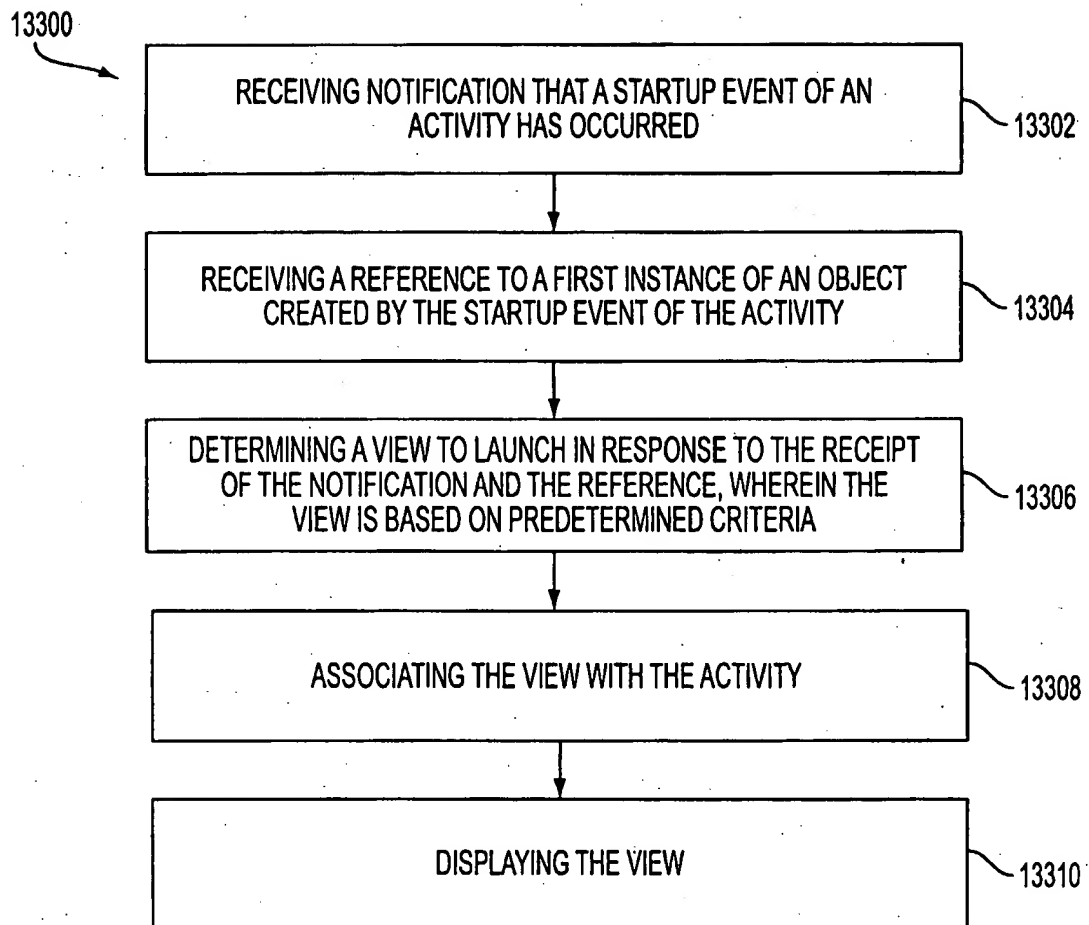 13300
RECEIVING NOTIFICATION THAT A STARTUP EVENT OF AN
ACTIVITY HAS OCCURRED
13302
RECEIVING A REFERENCE TO A FIRST INSTANCE OF AN OBJECT
CREATED BY THE STARTUP EVENT OF THE ACTIVITY
13304
DETERMINING A VIEW TO LAUNCH IN RESPONSE TO THE RECEIPT
OF THE NOTIFICATION AND THE REFERENCE, WHEREIN THE
VIEW IS BASED ON PREDETERMINED CRITERIA
13306
ASSOCIATING THE VIEW WITH THE ACTIVITY
13308
DISPLAYING THE VIEW
13310